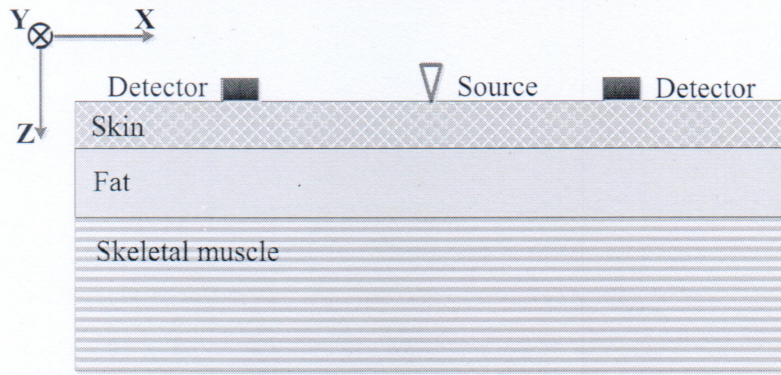 Y X
Detector Source Detector
Z
Skin
Fat
Skeletal muscle